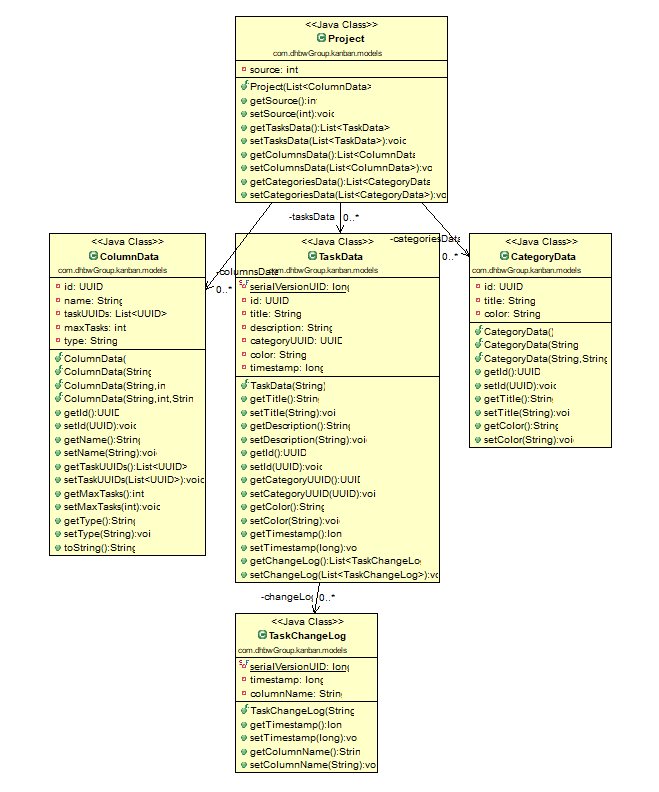 <<Java Class>>
Project
com.dhbwGroup.kanban.models
source: int
Project(List<ColumnData>
getSource():int
setSource(int):void
getTasksData():List<TaskData>
setTasksData(List<TaskData>):void
getColumnsData():List<ColumnData
setColumnsData(List<ColumnData>):vo
getCategoriesData():List<CategoryData
setCategoriesData(List<CategoryData>):vo
-tasksData
0..*
-categoriesData
0..*
-columnsData
0..*
<<Java Class>>
ColumnData
com.dhbwGroup.kanban.models
id: UUID
name: String
taskUUIDs: List<UUID>
maxTasks: int
type: String
ColumnData(
ColumnData(String
ColumnData(String,in
ColumnData(String,int,Strin
getId():UUID
setId(UUID):void
getName():String
setName(String):void
getTaskUUIDs():List<UUID>
setTaskUUIDs(List<UUID>):void
getMaxTasks():int
setMaxTasks(int):void
getType():String
setType(String):voi
toString():String
<<Java Class>>
TaskData
com.dhbwGroup.kanban.models
serialVersionUID: long
id: UUID
title: String
description: String
categoryUUID: UUID
color: String
timestamp: long
TaskData(String)
getTitle():String
setTitle(String):voi
getDescription():String
setDescription(String):voi
getId():UUID
setId(UUID):void
getCategoryUUID():UUID
setCategoryUUID(UUID):voi
getColor():String
setColor(String):voi
getTimestamp():lon
setTimestamp(long):vo
getChangeLog():List<TaskChangeLog
setChangeLog(List<TaskChangeLog>):vo
<<Java Class>>
CategoryData
com.dhbwGroup.kanban.models
id: UUID
title: String
color: String
CategoryData()
CategoryData(String
CategoryData(String,String
getId():UUID
setId(UUID):void
getTitle():String
setTitle(String):voi
getColor():String
setColor(String):voi
-changeLog
0..*
<<Java Class>>
TaskChangeLog
com.dhbwGroup.kanban.models
serialVersionUID: long
timestamp: long
columnName: String
TaskChangeLog(String
getTimestamp():lon
setTimestamp(long):vo
getColumnName():Strin
setColumnName(String):vo